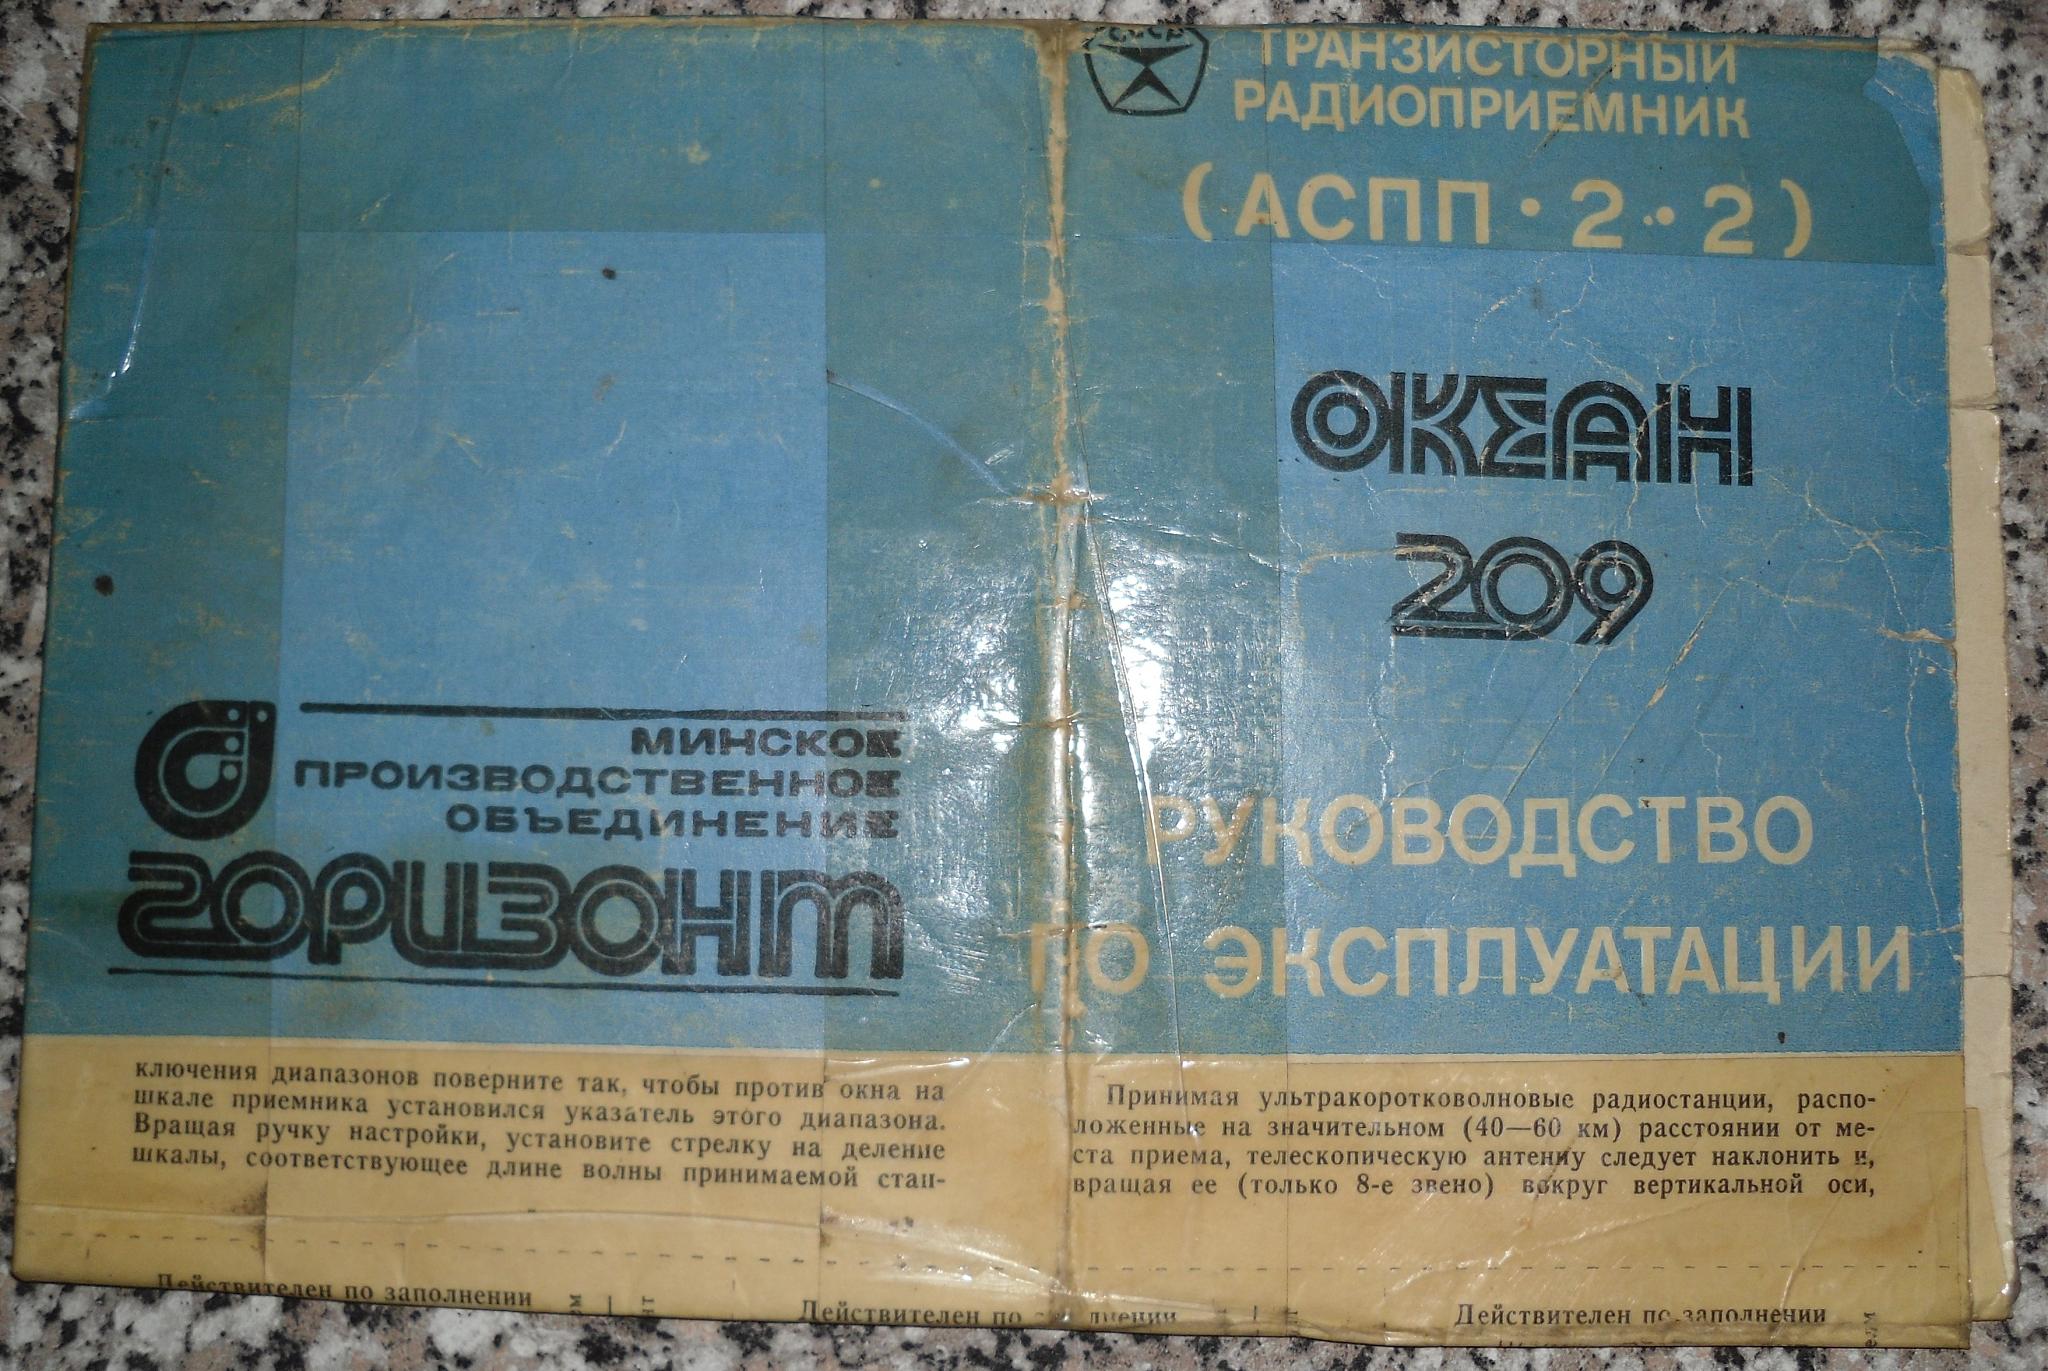 МИНСКОЕ
ПРОИЗВОДСТВЕННОЕ
ОБЪЕДИНЕНИЕ
ГОРИЗОНТ
ключения диапазонов поверните так, чтобы против окна на
шкале приемника установился указатель этого диапазона.
Вращая ручку настройки, установите стрелку на деление
шкалы, соответствующее длине волны принимаемой стан-
Действителен по заполнении
СССР
ТРАНЗИСТОРНЫЙ
РАДИОПРИЕМНИК
(АСПП·2·2)
ОКЕАН
209
РУКОВОДСТВО
ПО ЭКСПЛУАТАЦИИ
Принимая ультракоротковолновые радиостанции, распо-
ложенные на значительном (40—60 км) расстоянии от ме-
ста приема, телескопическую антенну следует наклонить и,
вращая ее (только 8-е звено) вокруг вертикальной оси,
Действителен по заполнении
Действителен по заполнении